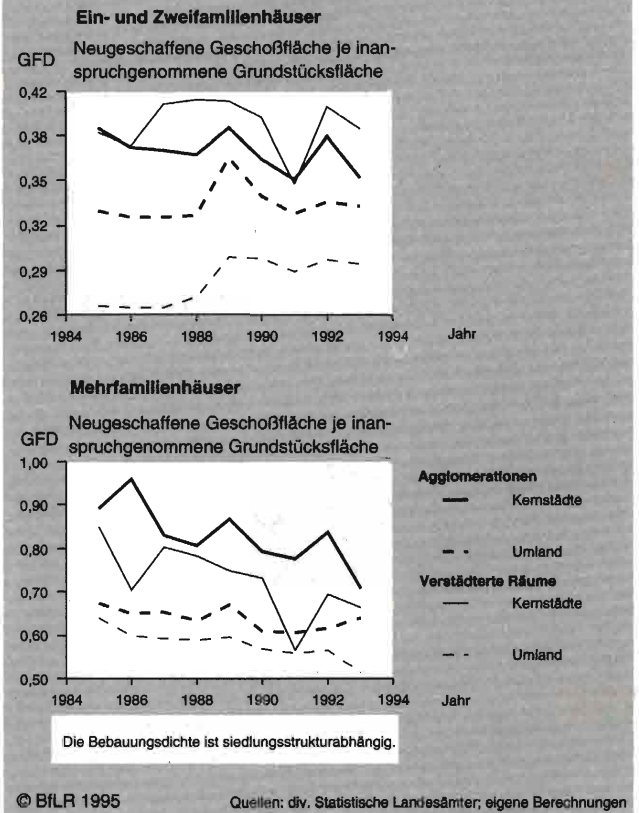 Ein- und Zweifamilienhäuser
GFD
Neugeschaffene Geschoßfläche je inan-
spruchgenommene Grundstücksfläche
0,42
0,38
0,35
0,32
0,29
0,26
1984 1986 1988 1990 1992 1994 Jahr
Mehrfamilienhäuser
GFD
Neugeschaffene Geschoßfläche je inan-
spruchgenommene Grundstücksfläche
1,00
0,90
0,80
0,70
0,60
0,50
1984 1986 1988 1990 1992 1994 Jahr
Agglomerationen
Kernstädte
Umland
Verstädterte Räume
Kernstädte
Umland
Die Bebauungsdichte ist siedlungsstrukturabhängig.
© BfLR 1995
Quellen: div. Statistische Landesämter; eigene Berechnungen